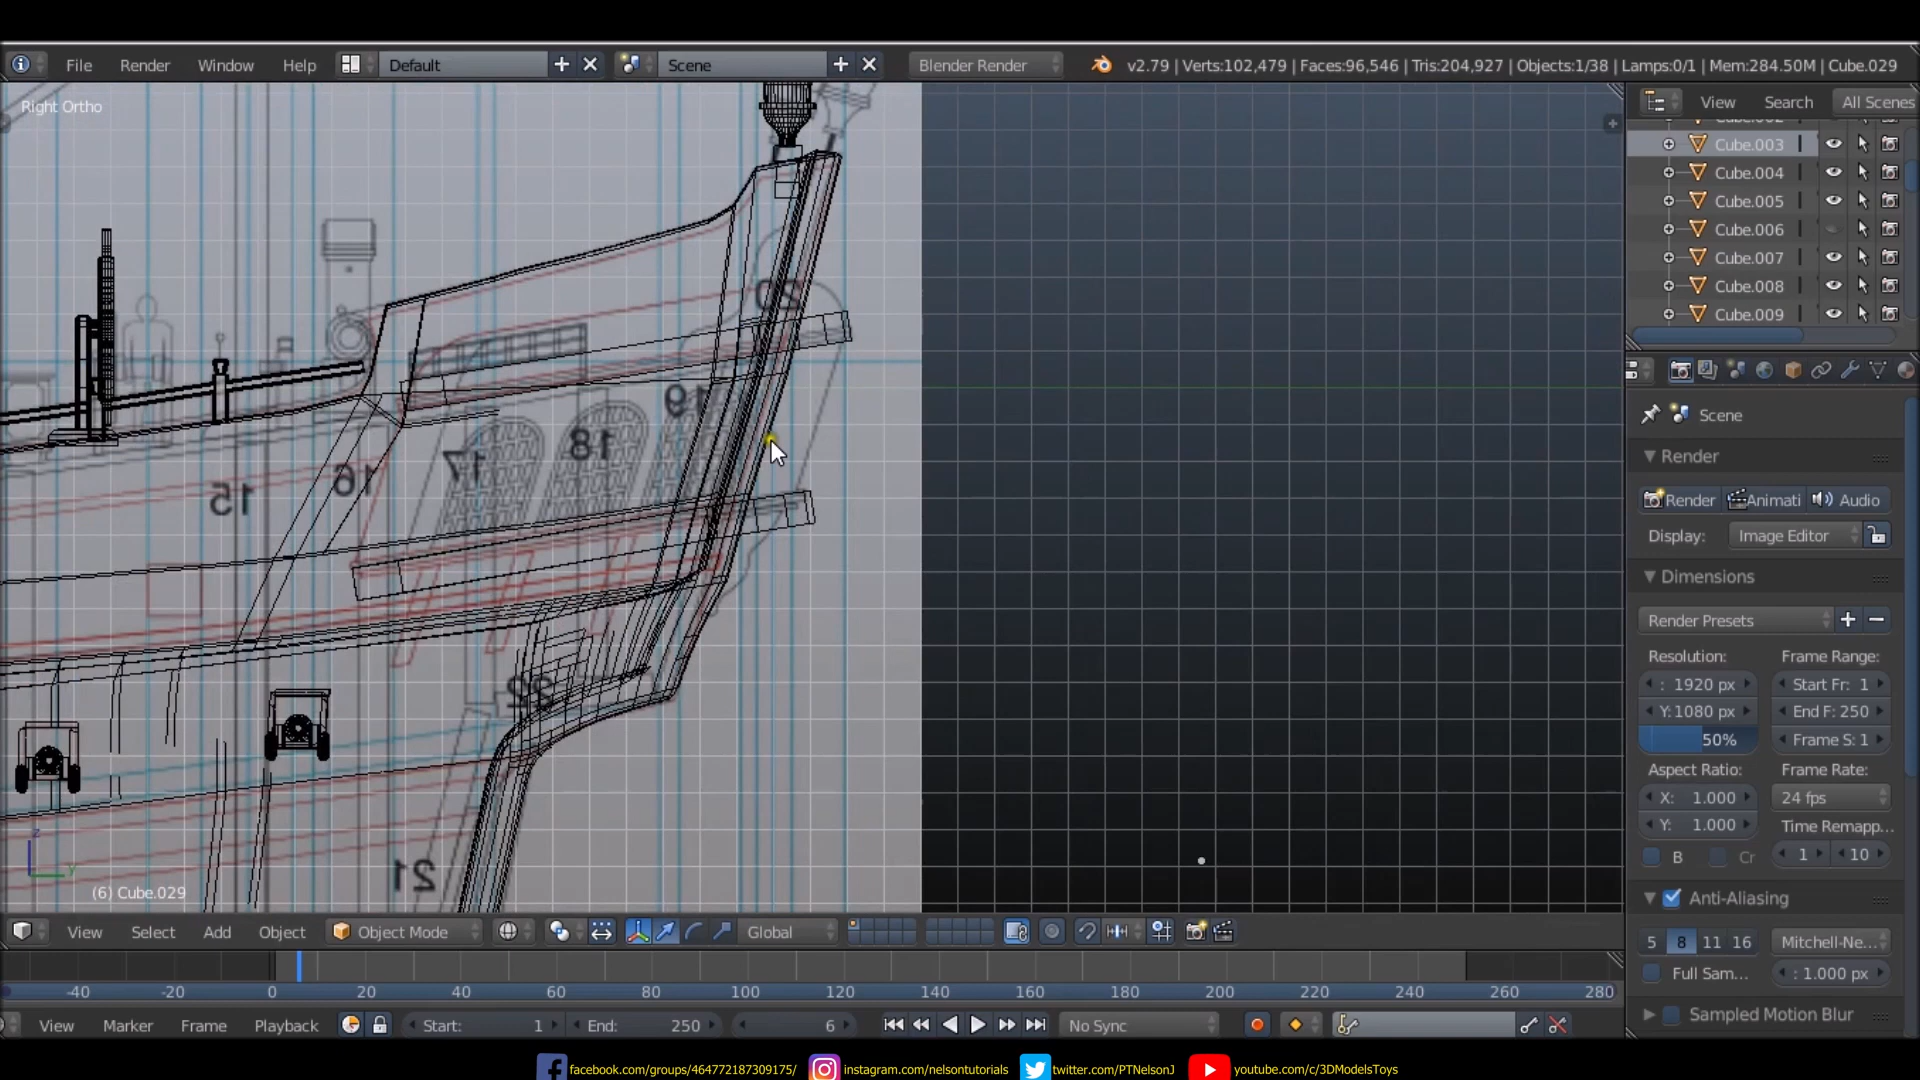 File Render Window Help Default Scene Blender Render v2.79 | Verts:102,479 | Faces:96,546 | Tris:204,927 | Objects:1/38 | Lamps:0/1 | Mem:284.50M | Cube.029
Right Ortho
View Search All Scenes
Cube.003
Cube.004
Cube.005
Cube.006
Cube.007
Cube.008
Cube.009
Scene
Render
Render Animati Audio
Display: Image Editor
Dimensions
Render Presets
Resolution: Frame Range:
: 1920 px Start Fr: 1
Y: 1080 px End F: 250
50% Frame S: 1
Aspect Ratio: Frame Rate:
X: 1.000 24 fps
Y: 1.000 Time Remapp...
B Cr 1 10
Anti-Aliasing
5 8 11 16 Mitchell-Ne...
Full Sam... : 1.000 px
Sampled Motion Blur
20
19
18
17
16
15
22
21
z
y
(6) Cube.029
View Select Add Object Object Mode Global
-40 -20 0 20 40 60 80 100 120 140 160 180 200 220 240 260 280
View Marker Frame Playback Start: 1 End: 250 6 No Sync
facebook.com/groups/464772187309175/ instagram.com/nelsontutorials twitter.com/PTNelsonJ youtube.com/c/3DModelsToys